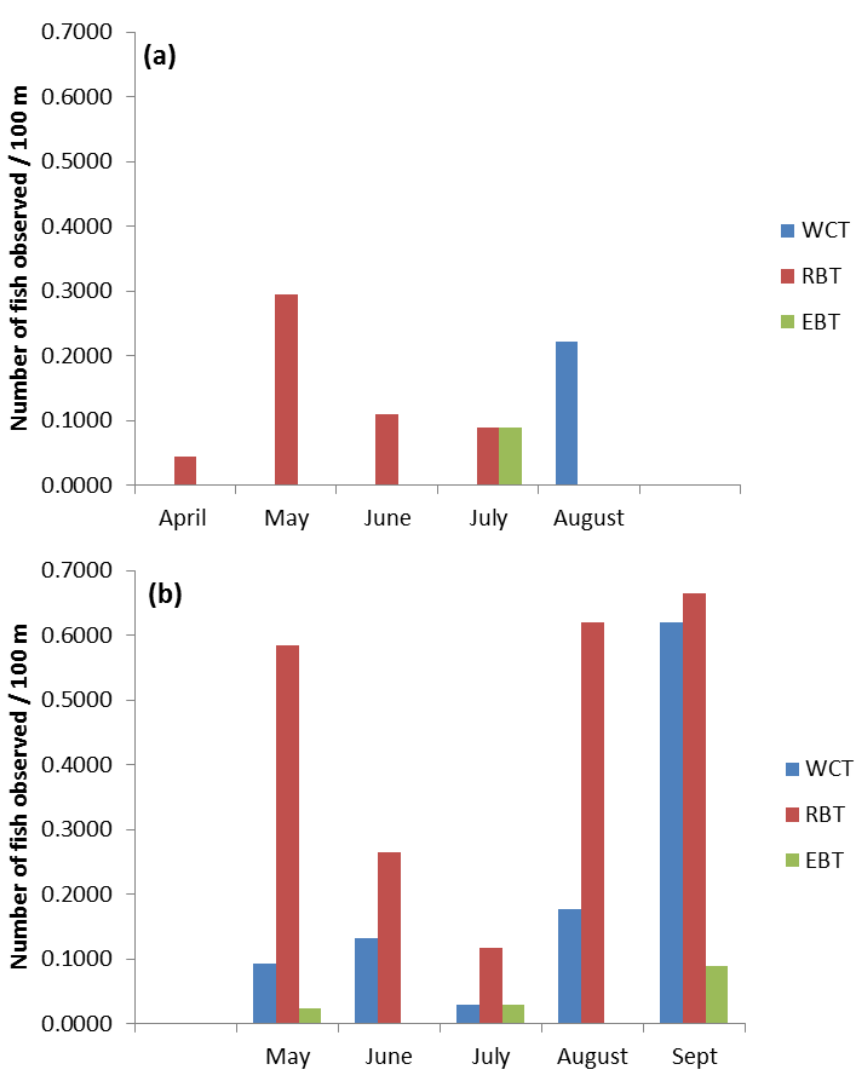 (a)
Number of fish observed / 100 m
0.7000
0.6000
0.5000
0.4000
0.3000
0.2000
0.1000
0.0000
April May June July August
WCT
RBT
EBT
(b)
Number of fish observed / 100 m
0.7000
0.6000
0.5000
0.4000
0.3000
0.2000
0.1000
0.0000
May June July August Sept
WCT
RBT
EBT